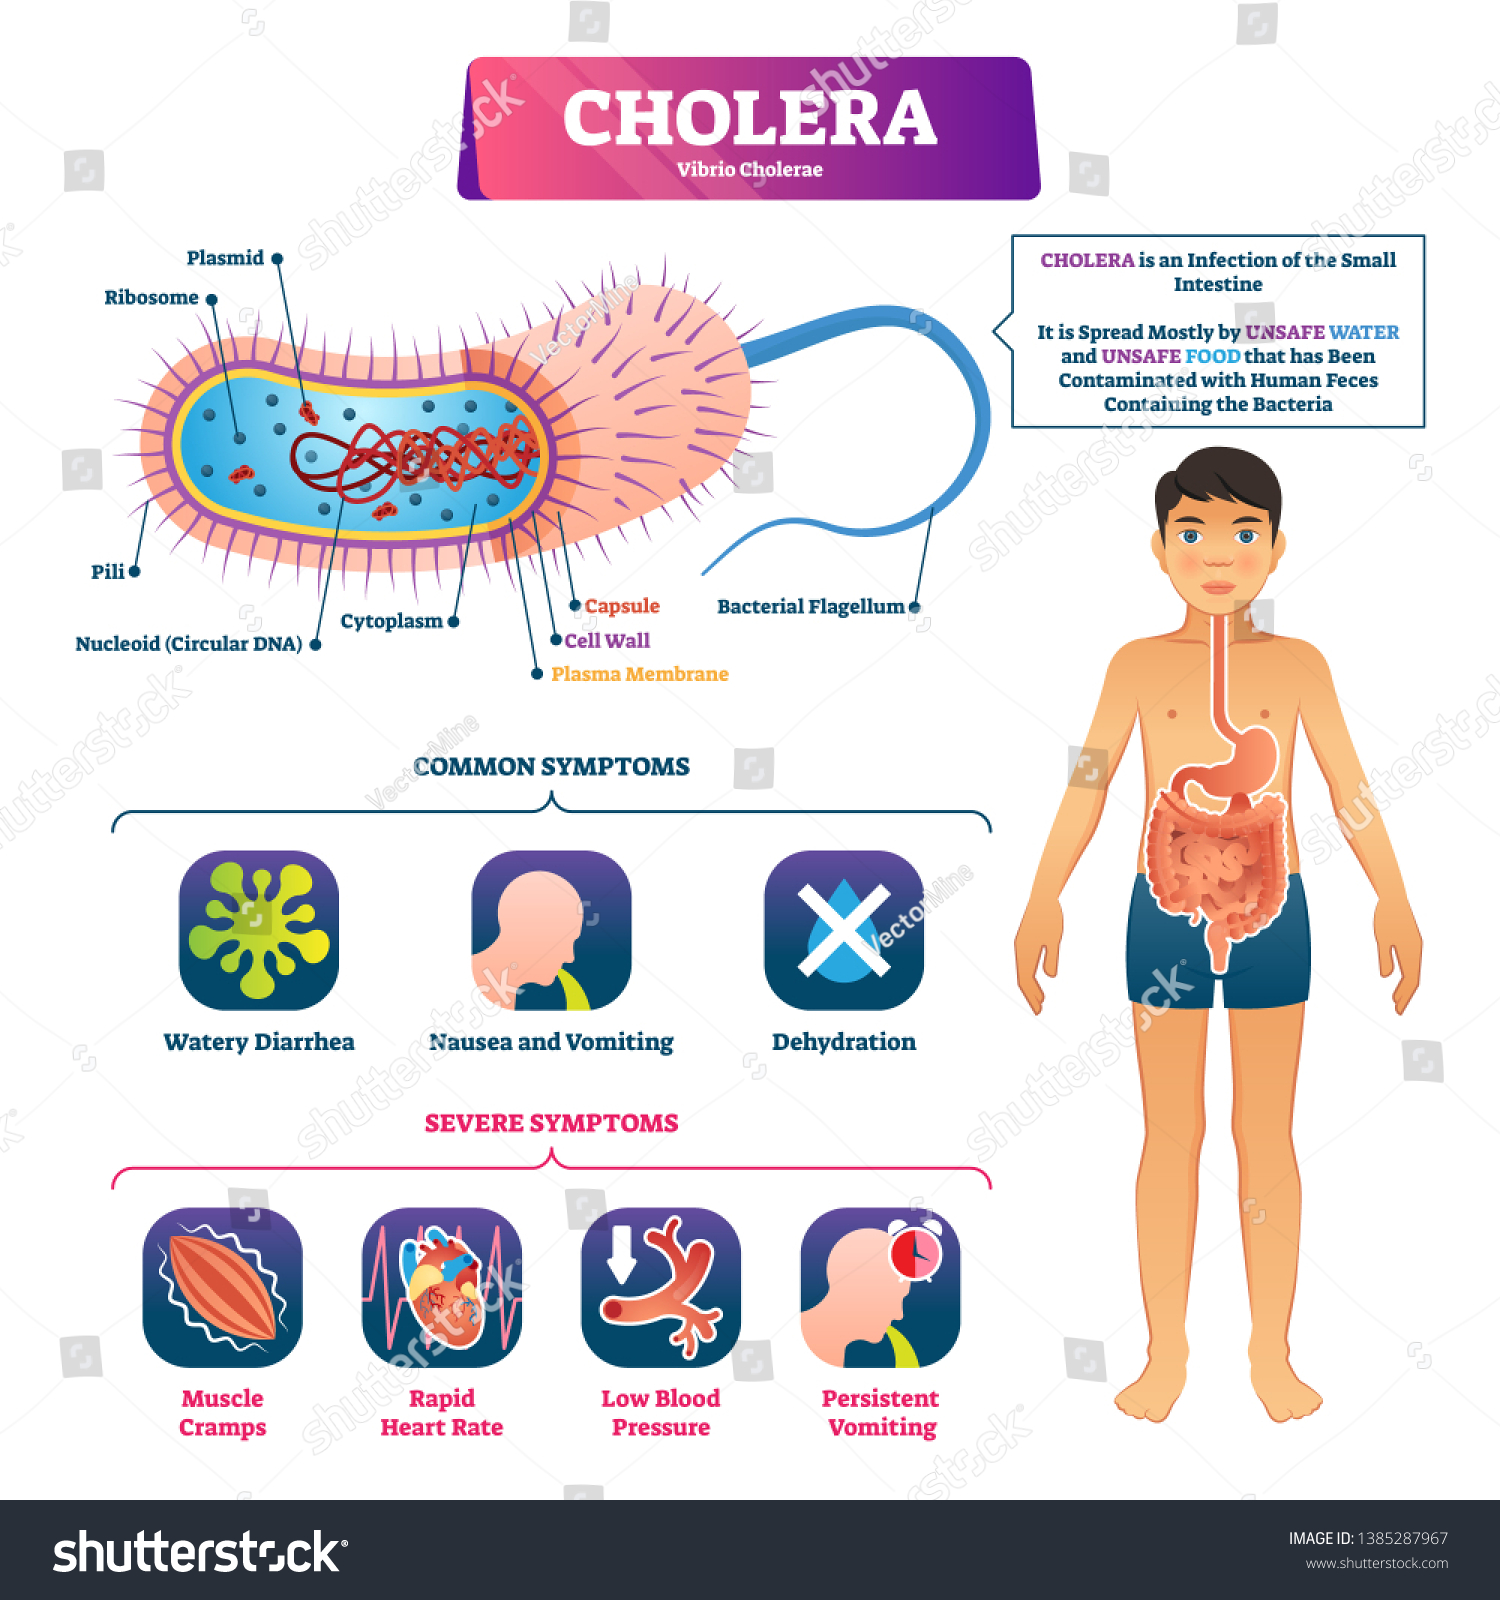 CHOLERA
Vibrio Cholerae
Plasmid
Ribosome
Pili
Nucleoid (Circular DNA)
Cytoplasm
Capsule
Cell Wall
Plasma Membrane
Bacterial Flagellum
CHOLERA is an Infection of the Small
Intestine
It is Spread Mostly by UNSAFE WATER
and UNSAFE FOOD that has Been
Contaminated with Human Feces
Containing the Bacteria
COMMON SYMPTOMS
Watery Diarrhea
Nausea and Vomiting
Dehydration
SEVERE SYMPTOMS
Muscle
Cramps
Rapid
Heart Rate
Low Blood
Pressure
Persistent
Vomiting
shutterstock
VectorMine
shutterstock
IMAGE ID: 1385287967
www.shutterstock.com